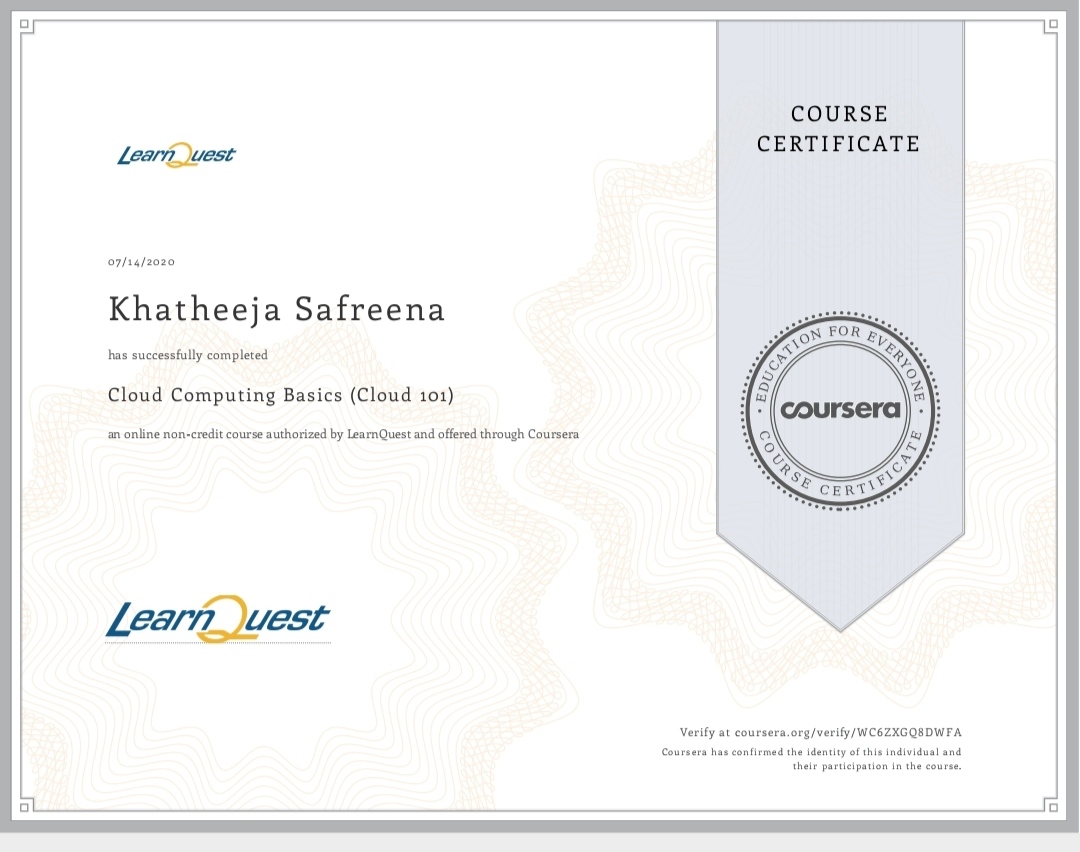 COURSE
CERTIFICATE
LearnQuest
07/14/2020
Khatheeja Safreena
has successfully completed
Cloud Computing Basics (Cloud 101)
an online non-credit course authorized by LearnQuest and offered through Coursera
EDUCATION FOR EVERYONE
coursera
COURSE CERTIFICATE
LearnQuest
Verify at coursera.org/verify/WC6ZXGQ8DWFA
Coursera has confirmed the identity of this individual and
their participation in the course.